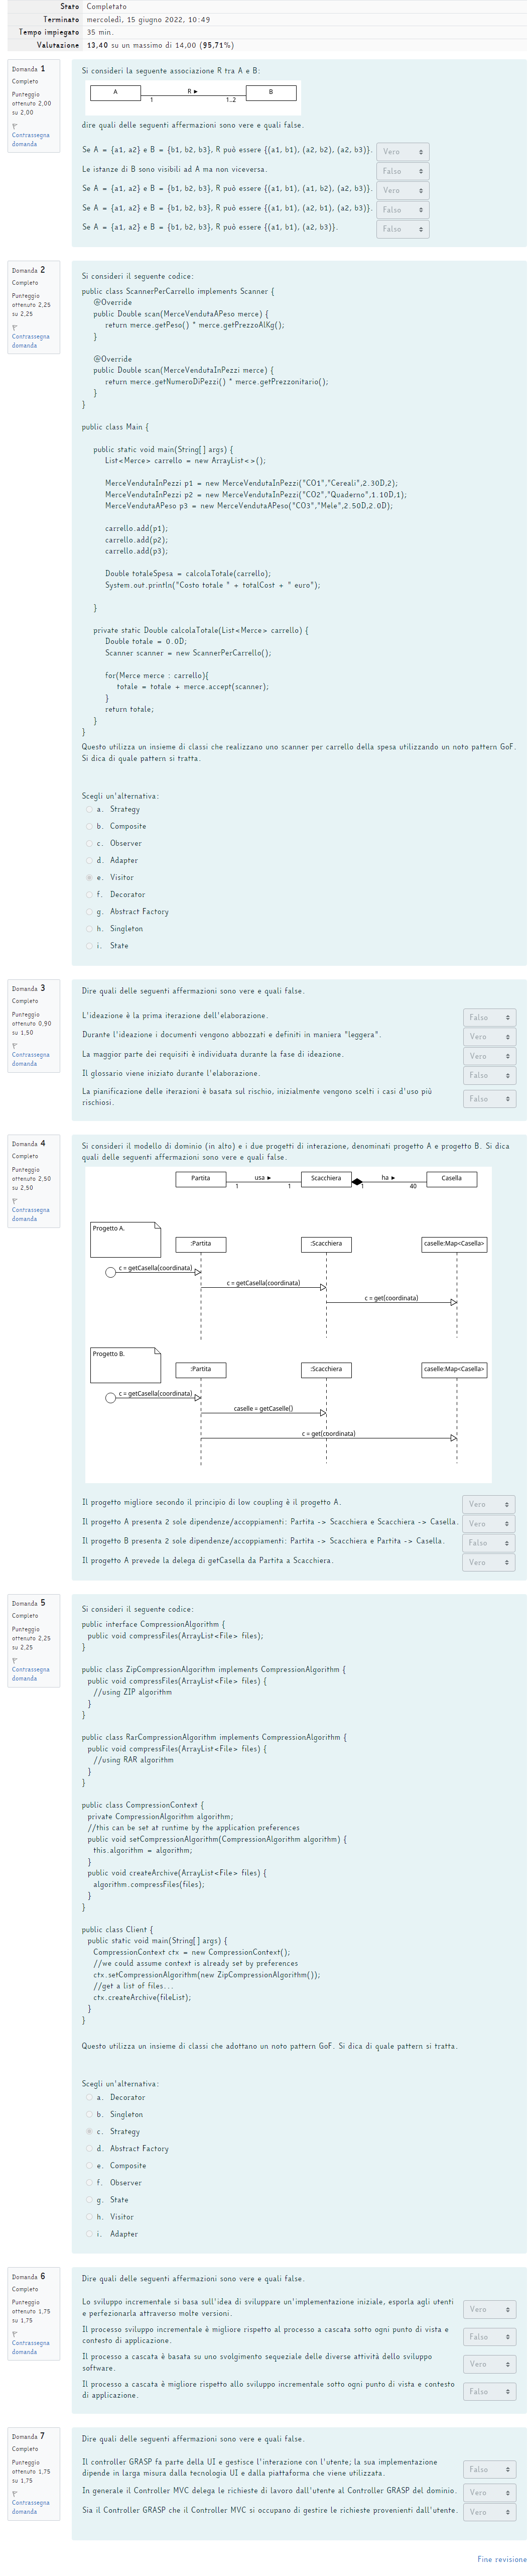 Stato Completato
Terminato mercoledì, 15 giugno 2022, 10:49
Tempo impiegato 35 min.
Valutazione 13,40 su un massimo di 14,00 (95,71%)
Domanda 1
Completo
Punteggio
ottenuto 2,00
su 2,00
Contrassegna
domanda
Si consideri la seguente associazione R tra A e B:
A R ► B
1 1..2
dire quali delle seguenti affermazioni sono vere e quali false.
Se A = {a1, a2} e B = {b1, b2, b3}, R può essere {(a1, b1), (a2, b2), (a2, b3)}. Vero
Le istanze di B sono visibili ad A ma non viceversa. Falso
Se A = {a1, a2} e B = {b1, b2, b3}, R può essere {(a1, b1), (a1, b2), (a2, b3)}. Vero
Se A = {a1, a2} e B = {b1, b2, b3}, R può essere {(a1, b1), (a2, b1), (a2, b3)}. Falso
Se A = {a1, a2} e B = {b1, b2, b3}, R può essere {(a1, b1), (a2, b3)}. Falso
Domanda 2
Completo
Punteggio
ottenuto 2,25
su 2,25
Contrassegna
domanda
Si consideri il seguente codice:
public class ScannerPerCarrello implements Scanner {
@Override
public Double scan(MerceVendutaAPeso merce) {
return merce.getPeso() * merce.getPrezzoAlKg();
}
@Override
public Double scan(MerceVendutaInPezzi merce) {
return merce.getNumeroDiPezzi() * merce.getPrezzonitario();
}
}
public class Main {
public static void main(String[] args) {
List<Merce> carrello = new ArrayList<>();
MerceVendutaInPezzi p1 = new MerceVendutaInPezzi("CO1","Cereali",2.30D,2);
MerceVendutaInPezzi p2 = new MerceVendutaInPezzi("CO2","Quaderno",1.10D,1);
MerceVendutaAPeso p3 = new MerceVendutaAPeso("CO3","Mele",2.50D,2.0D);
carrello.add(p1);
carrello.add(p2);
carrello.add(p3);
Double totaleSpesa = calcolaTotale(carrello);
System.out.println("Costo totale " + totalCost + " euro");
}
private static Double calcolaTotale(List<Merce> carrello) {
Double totale = 0.0D;
Scanner scanner = new ScannerPerCarrello();
for(Merce merce : carrello){
totale = totale + merce.accept(scanner);
}
return totale;
}
}
Questo utilizza un insieme di classi che realizzano uno scanner per carrello della spesa utilizzando un noto pattern GoF.
Si dica di quale pattern si tratta.
Scegli un'alternativa:
a. Strategy
b. Composite
c. Observer
d. Adapter
e. Visitor
f. Decorator
g. Abstract Factory
h. Singleton
i. State
Domanda 3
Completo
Punteggio
ottenuto 0,90
su 1,50
Contrassegna
domanda
Dire quali delle seguenti affermazioni sono vere e quali false.
L'ideazione è la prima iterazione dell'elaborazione. Falso
Durante l'ideazione i documenti vengono abbozzati e definiti in maniera "leggera". Vero
La maggior parte dei requisiti è individuata durante la fase di ideazione. Vero
Il glossario viene iniziato durante l'elaborazione. Falso
La pianificazione delle iterazioni è basata sul rischio, inizialmente vengono scelti i casi d'uso più
rischiosi. Falso
Domanda 4
Completo
Punteggio
ottenuto 2,50
su 2,50
Contrassegna
domanda
Si consideri il modello di dominio (in alto) e i due progetti di interazione, denominati progetto A e progetto B. Si dica
quali delle seguenti affermazioni sono vere e quali false.
Partita usa ► Scacchiera ha ► Casella
1 1 1 40
Progetto A.
:Partita :Scacchiera caselle:Map<Casella>
c = getCasella(coordinata)
c = getCasella(coordinata)
c = get(coordinata)
Progetto B.
:Partita :Scacchiera caselle:Map<Casella>
c = getCasella(coordinata)
caselle = getCaselle()
c = get(coordinata)
Il progetto migliore secondo il principio di low coupling è il progetto A. Vero
Il progetto A presenta 2 sole dipendenze/accoppiamenti: Partita -> Scacchiera e Scacchiera -> Casella. Vero
Il progetto B presenta 2 sole dipendenze/accoppiamenti: Partita -> Scacchiera e Partita -> Casella. Falso
Il progetto A prevede la delega di getCasella da Partita a Scacchiera. Vero
Domanda 5
Completo
Punteggio
ottenuto 2,25
su 2,25
Contrassegna
domanda
Si consideri il seguente codice:
public interface CompressionAlgorithm {
public void compressFiles(ArrayList<File> files);
}
public class ZipCompressionAlgorithm implements CompressionAlgorithm {
public void compressFiles(ArrayList<File> files) {
//using ZIP algorithm
}
}
public class RarCompressionAlgorithm implements CompressionAlgorithm {
public void compressFiles(ArrayList<File> files) {
//using RAR algorithm
}
}
public class CompressionContext {
private CompressionAlgorithm algorithm;
//this can be set at runtime by the application preferences
public void setCompressionAlgorithm(CompressionAlgorithm algorithm) {
this.algorithm = algorithm;
}
public void createArchive(ArrayList<File> files) {
algorithm.compressFiles(files);
}
}
public class Client {
public static void main(String[] args) {
CompressionContext ctx = new CompressionContext();
//we could assume context is already set by preferences
ctx.setCompressionAlgorithm(new ZipCompressionAlgorithm());
//get a list of files...
ctx.createArchive(fileList);
}
}
Questo utilizza un insieme di classi che adottano un noto pattern GoF. Si dica di quale pattern si tratta.
Scegli un'alternativa:
a. Decorator
b. Singleton
c. Strategy
d. Abstract Factory
e. Composite
f. Observer
g. State
h. Visitor
i. Adapter
Domanda 6
Completo
Punteggio
ottenuto 1,75
su 1,75
Contrassegna
domanda
Dire quali delle seguenti affermazioni sono vere e quali false.
Lo sviluppo incrementale si basa sull'idea di sviluppare un'implementazione iniziale, esporla agli utenti
e perfezionarla attraverso molte versioni. Vero
Il processo sviluppo incrementale è migliore rispetto al processo a cascata sotto ogni punto di vista e
contesto di applicazione. Falso
Il processo a cascata è basata su uno svolgimento sequeziale delle diverse attività dello sviluppo
software. Vero
Il processo a cascata è migliore rispetto allo sviluppo incrementale sotto ogni punto di vista e contesto
di applicazione. Falso
Domanda 7
Completo
Punteggio
ottenuto 1,75
su 1,75
Contrassegna
domanda
Dire quali delle seguenti affermazioni sono vere e quali false.
Il controller GRASP fa parte della UI e gestisce l'interazione con l'utente; la sua implementazione
dipende in larga misura dalla tecnologia UI e dalla piattaforma che viene utilizzata. Falso
In generale il Controller MVC delega le richieste di lavoro dall'utente al Controller GRASP del dominio. Vero
Sia il Controller GRASP che il Controller MVC si occupano di gestire le richieste provenienti dall'utente. Vero
Fine revisione